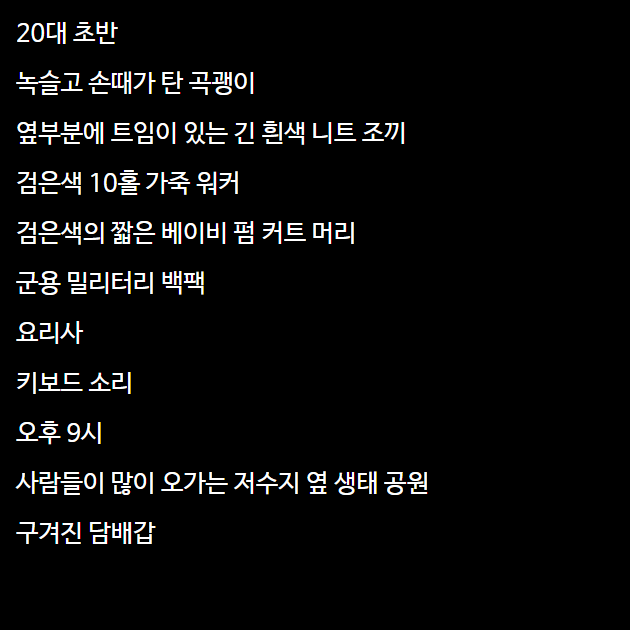 20대 초반
녹슬고 손때가 탄 곡괭이
옆부분에 트임이 있는 긴 흰색 니트 조끼
검은색 10홀 가죽 워커
검은색의 짧은 베이비 펌 커트 머리
군용 밀리터리 백팩
요리사
키보드 소리
오후 9시
사람들이 많이 오가는 저수지 옆 생태 공원
구겨진 담배갑